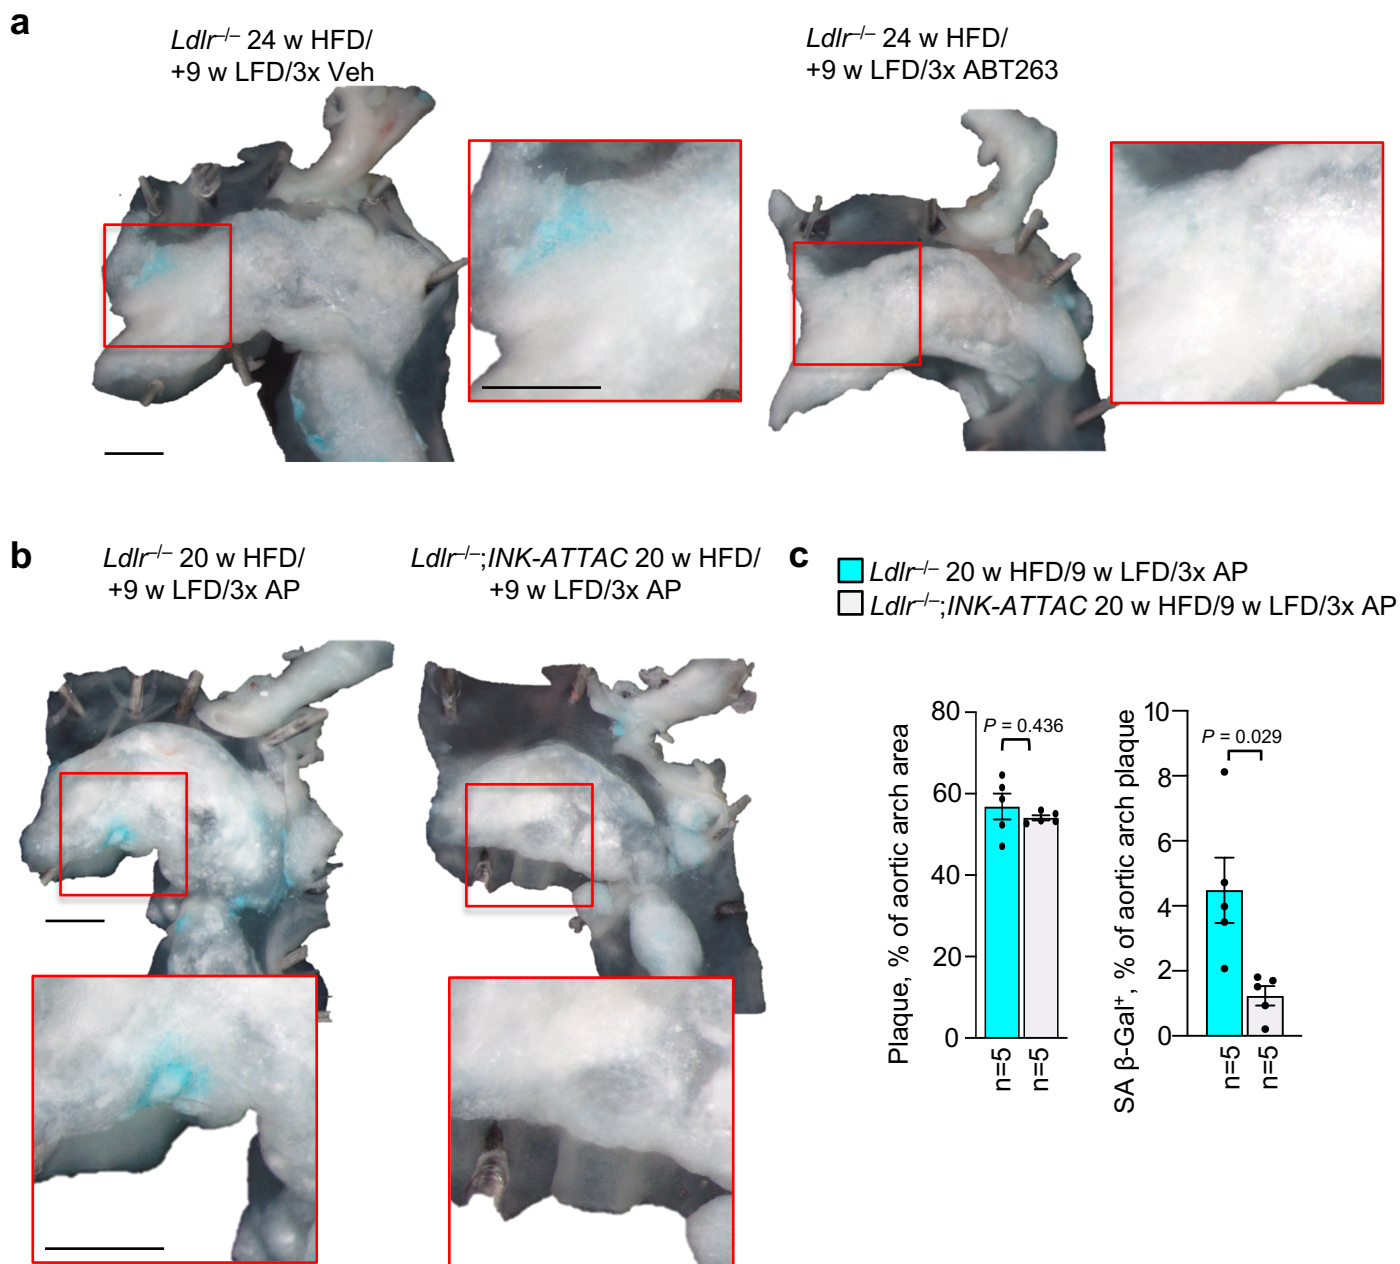 a
Ldlr–/– 24 w HFD/
+9 w LFD/3x Veh
Ldlr–/– 24 w HFD/
+9 w LFD/3x ABT263
b
Ldlr–/– 20 w HFD/
+9 w LFD/3x AP
Ldlr–/–;INK-ATTAC 20 w HFD/
+9 w LFD/3x AP
c
Ldlr–/– 20 w HFD/9 w LFD/3x AP
Ldlr–/–;INK-ATTAC 20 w HFD/9 w LFD/3x AP
Plaque, % of aortic arch area
80
60
40
20
0
P = 0.436
n=5
n=5
SA β-Gal+, % of aortic arch plaque
10
8
6
4
2
0
P = 0.029
n=5
n=5